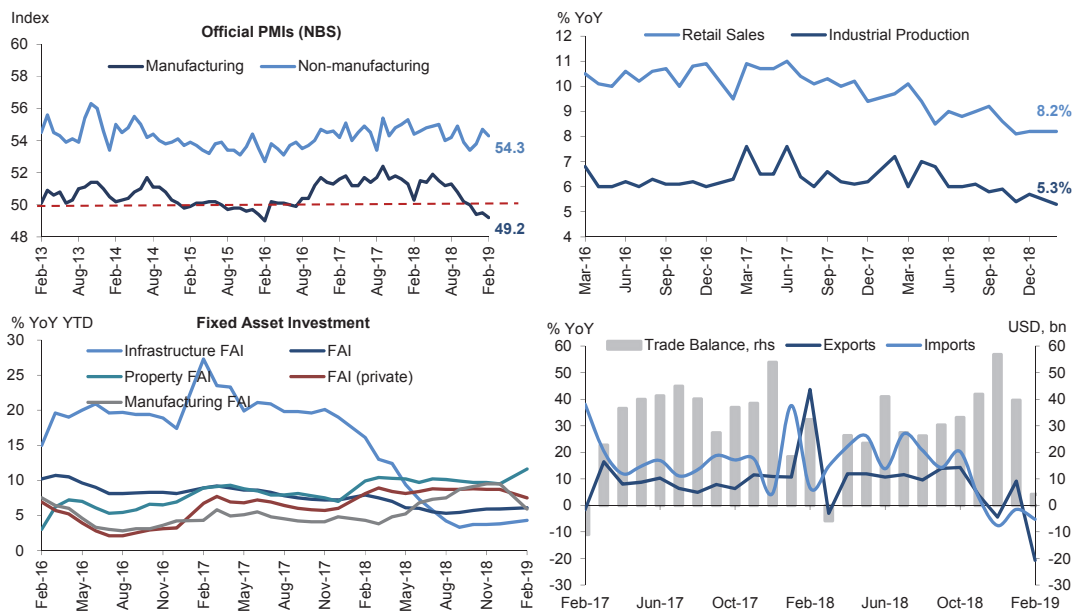 Index
Official PMIs (NBS)
Manufacturing
Non-manufacturing
60
58
56
54
52
50
48
54.3
49.2
Feb-13
Aug-13
Feb-14
Aug-14
Feb-15
Aug-15
Feb-16
Aug-16
Feb-17
Aug-17
Feb-18
Aug-18
Feb-19
% YoY
Retail Sales
Industrial Production
12
11
10
9
8
7
6
5
4
8.2%
5.3%
Mar-16
Jun-16
Sep-16
Dec-16
Mar-17
Jun-17
Sep-17
Dec-17
Mar-18
Jun-18
Sep-18
Dec-18
% YoY YTD
Fixed Asset Investment
Infrastructure FAI
FAI
Property FAI
FAI (private)
Manufacturing FAI
30
25
20
15
10
5
0
Feb-16
May-16
Aug-16
Nov-16
Feb-17
May-17
Aug-17
Nov-17
Feb-18
May-18
Aug-18
Nov-18
Feb-19
% YoY
USD, bn
Trade Balance, rhs
Exports
Imports
60
50
40
30
20
10
0
-10
-20
-30
60
50
40
30
20
10
0
-10
-20
-30
Feb-17
Jun-17
Oct-17
Feb-18
Jun-18
Oct-18
Feb-19